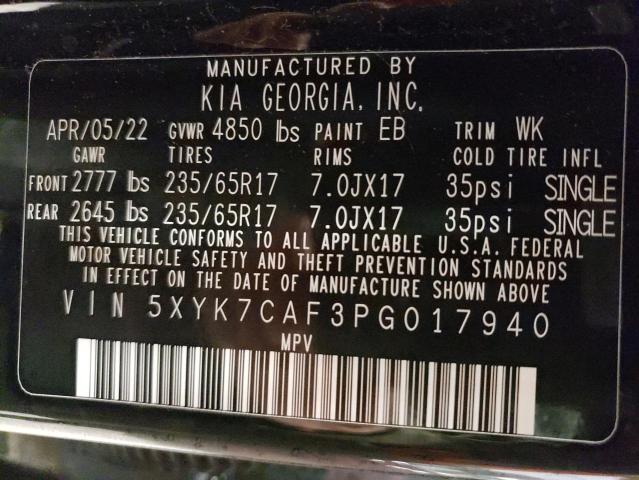 MANUFACTURED BY
KIA GEORGIA, INC.
APR/05/22 GVWR 4850 lbs PAINT EB TRIM WK
GAWR TIRES RIMS COLD TIRE INFL
FRONT 2777 lbs 235/65R17 7.0JX17 35psi SINGLE
REAR 2645 lbs 235/65R17 7.0JX17 35psi SINGLE
THIS VEHICLE CONFORMS TO ALL APPLICABLE U.S.A. FEDERAL
MOTOR VEHICLE SAFETY AND THEFT PREVENTION STANDARDS
IN EFFECT ON THE DATE OF MANUFACTURE SHOWN ABOVE
VIN 5XYK7CAF3PG017940
MPV